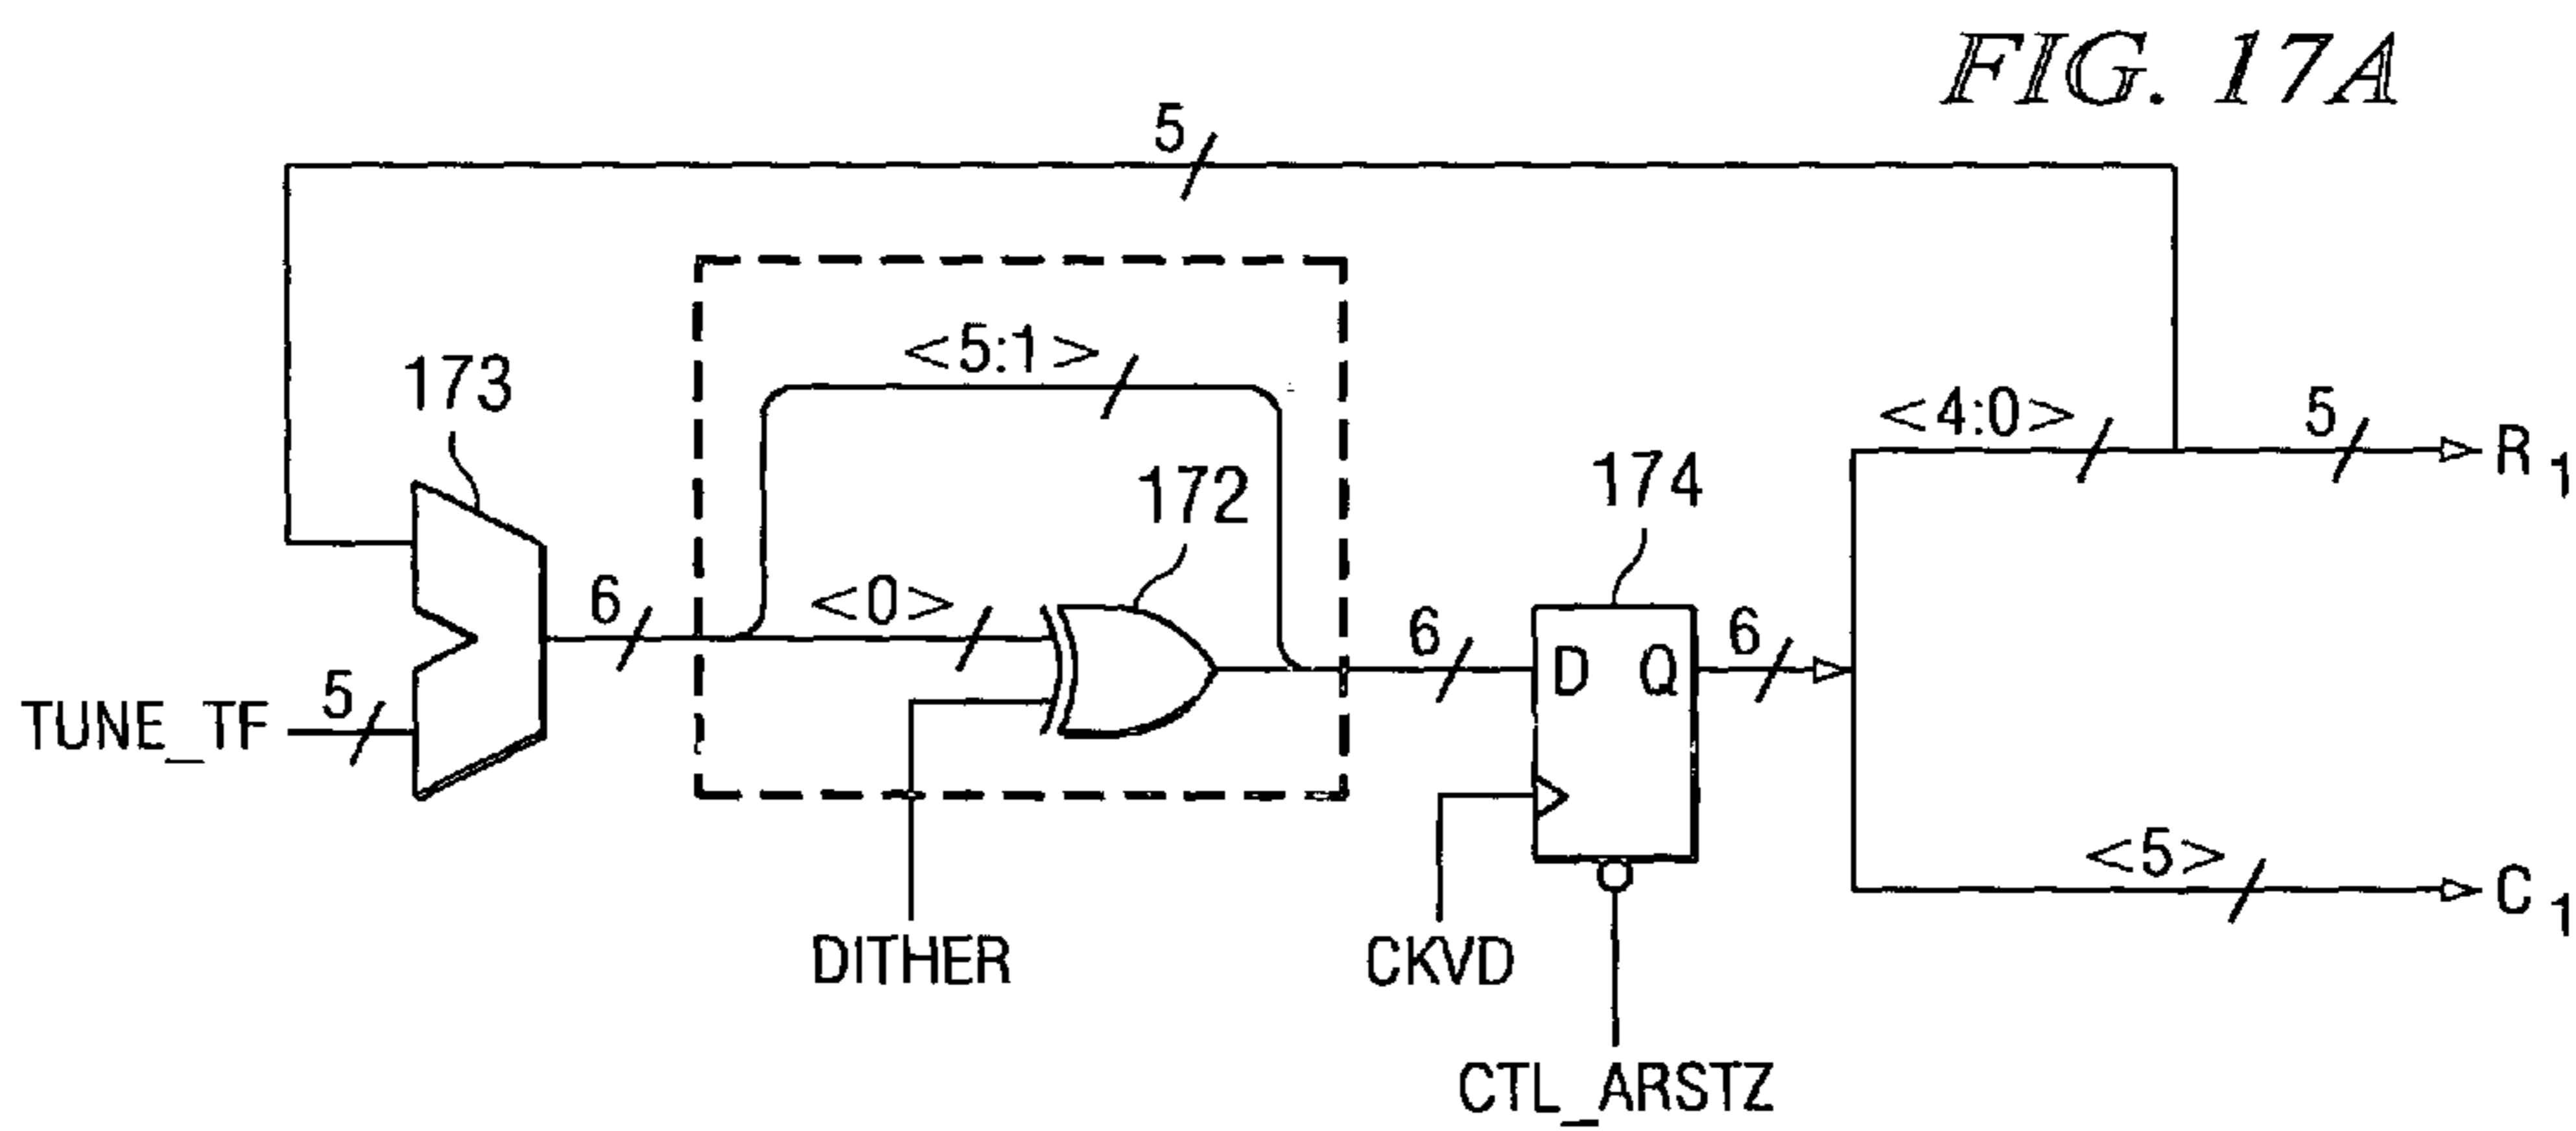 FIG. 17A
5
<5:1>
173
<4:0>
5
R1
172
174
6
<0>
6
D
Q
6
TUNE_TF
5
<5>
C1
DITHER
CKVD
CTL_ARSTZ